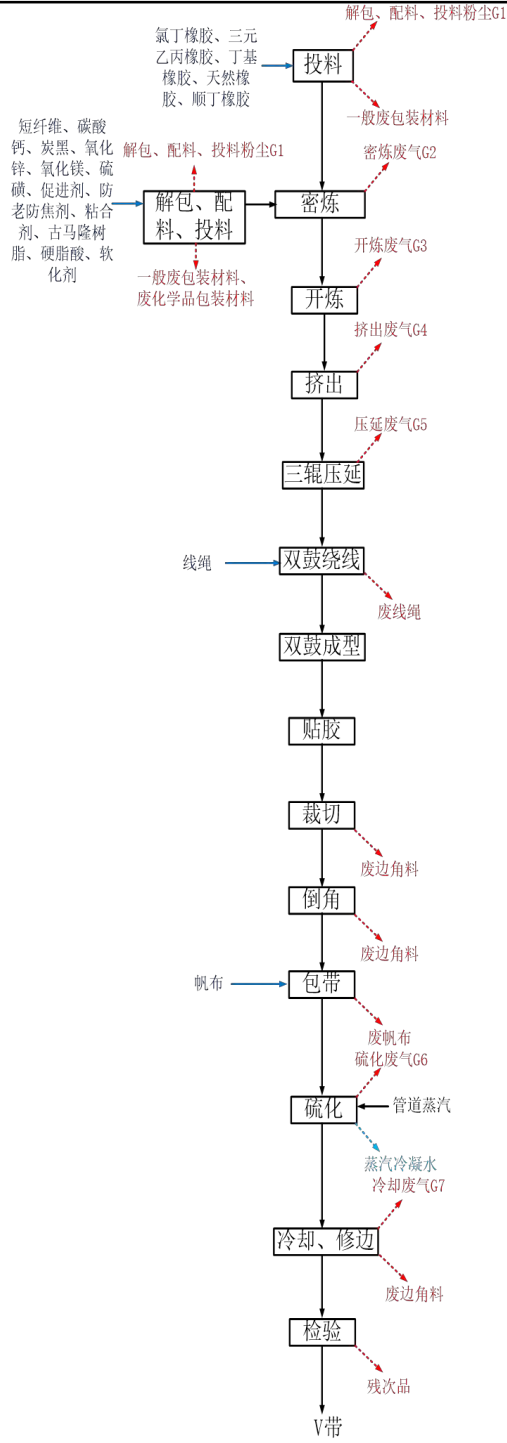 解包、配料、投料粉尘G1
氯丁橡胶、三元
乙丙橡胶、丁基
橡胶、天然橡
胶、顺丁橡胶
投料
一般废包装材料
短纤维、碳酸
钙、炭黑、氧化
锌、氧化镁、硫
磺、促进剂、防
老防焦剂、粘合
剂、古马隆树
脂、硬脂酸、软
化剂
解包、配料、投料粉尘G1
密炼废气G2
解包、配
料、投料
密炼
一般废包装材料、
废化学品包装材料
开炼废气G3
开炼
挤出废气G4
挤出
压延废气G5
三辊压延
线绳
双鼓绕线
废线绳
双鼓成型
贴胶
裁切
废边角料
倒角
废边角料
帆布
包带
废帆布
硫化废气G6
硫化
管道蒸汽
蒸汽冷凝水
冷却废气G7
冷却、修边
废边角料
检验
残次品
V带